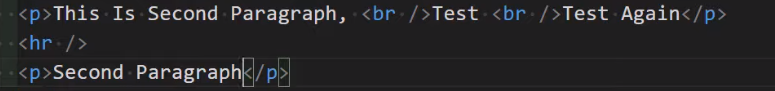 <p>This Is Second Paragraph, <br />Test <br />Test Again</p>
<hr />
<p>Second Paragraph</p>